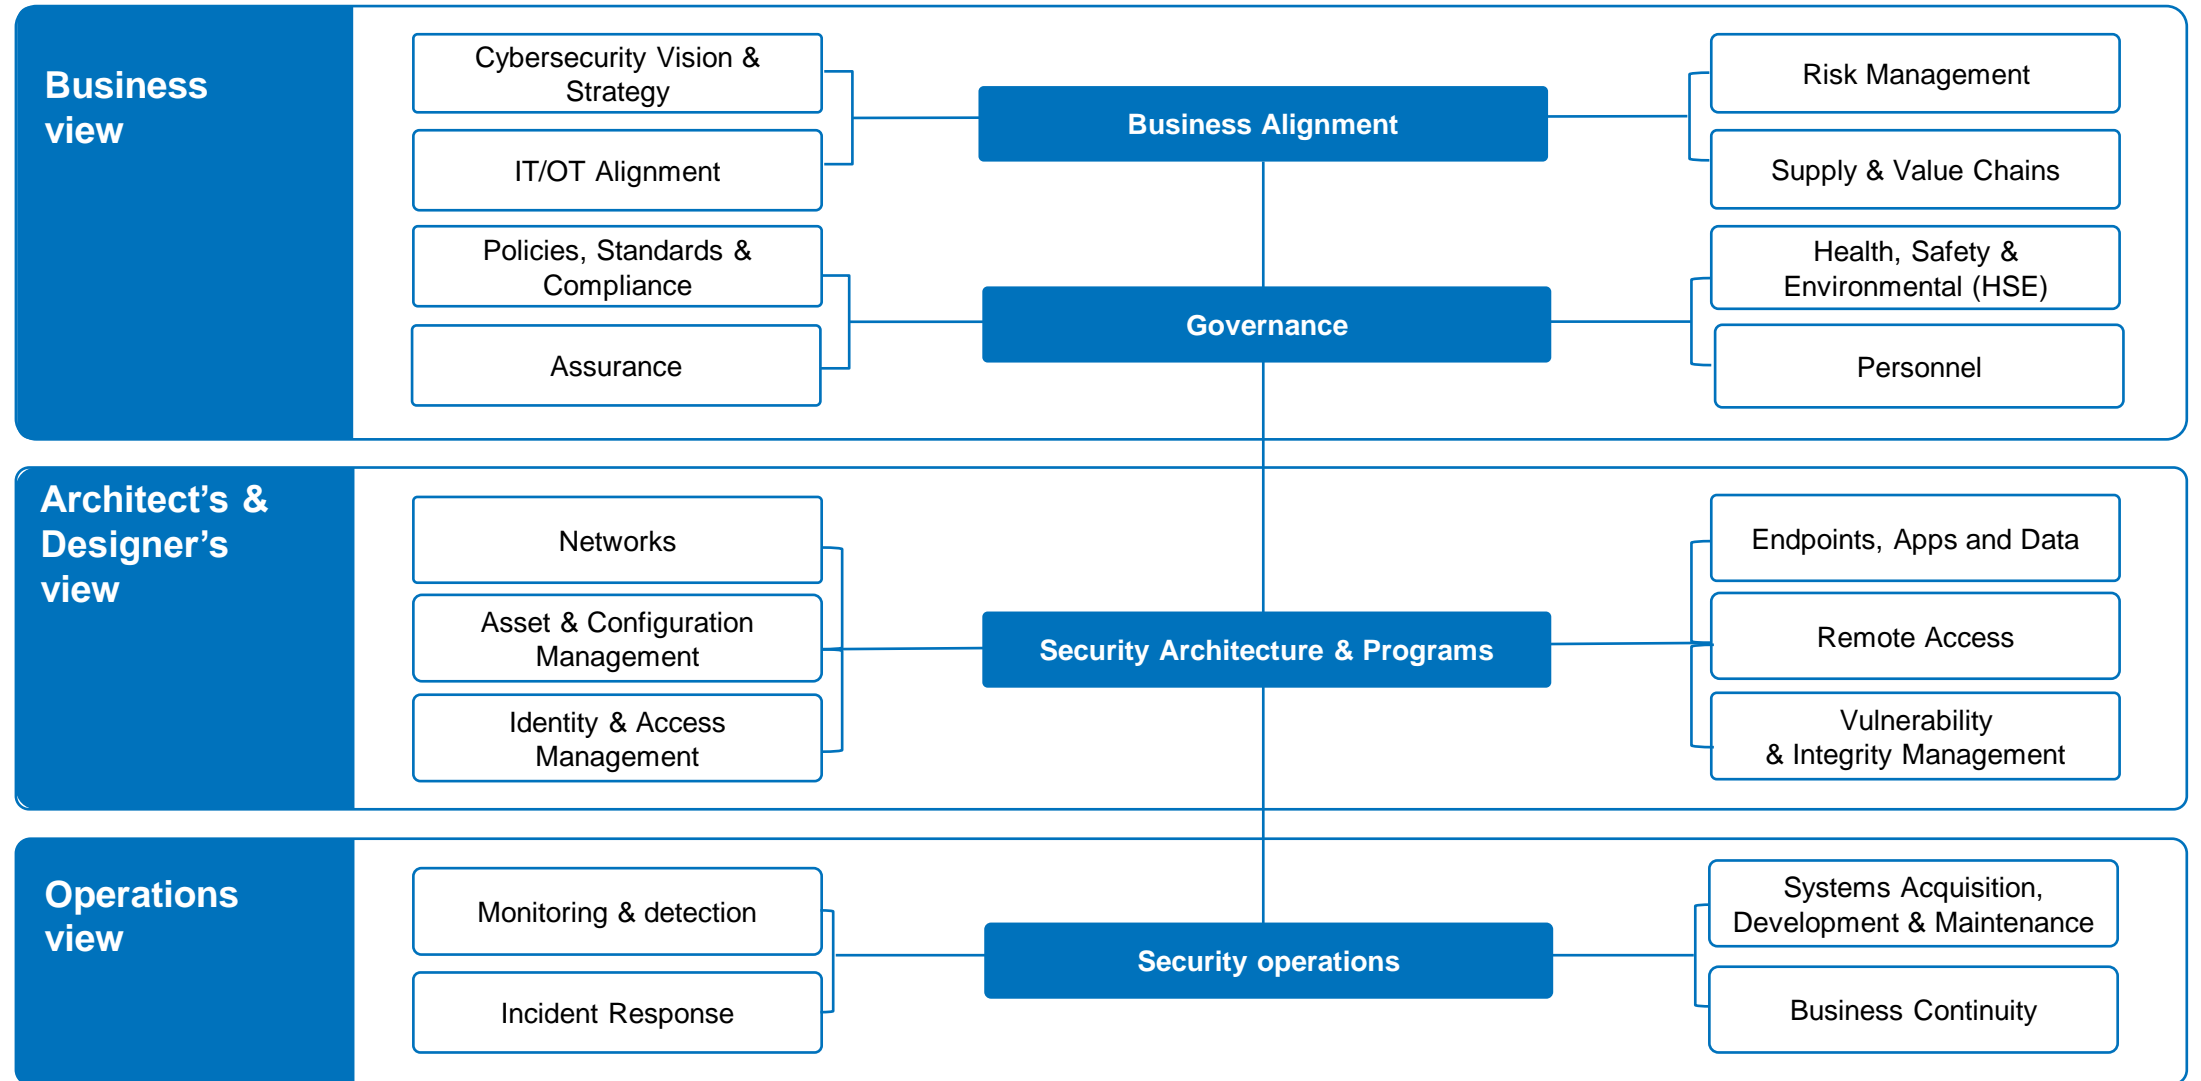 Business
view
Cybersecurity Vision &
Strategy
IT/OT Alignment
Business Alignment
Risk Management
Supply & Value Chains
Policies, Standards &
Compliance
Assurance
Governance
Health, Safety &
Environmental (HSE)
Personnel
Architect’s &
Designer’s
view
Networks
Asset & Configuration
Management
Identity & Access
Management
Security Architecture & Programs
Endpoints, Apps and Data
Remote Access
Vulnerability
& Integrity Management
Operations
view
Monitoring & detection
Incident Response
Security operations
Systems Acquisition,
Development & Maintenance
Business Continuity